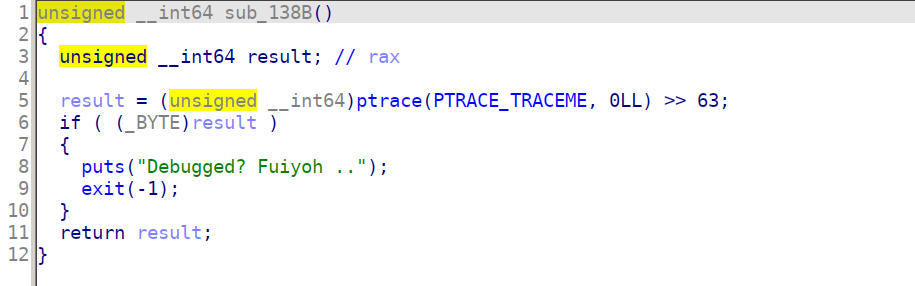 1 unsigned __int64 sub_138B()
2 {
3   unsigned __int64 result; // rax
4
5   result = (unsigned __int64)ptrace(PTRACE_TRACEME, 0LL) >> 63;
6   if ( (_BYTE)result )
7   {
8     puts("Debugged? Fuiyoh ..");
9     exit(-1);
10   }
11   return result;
12 }